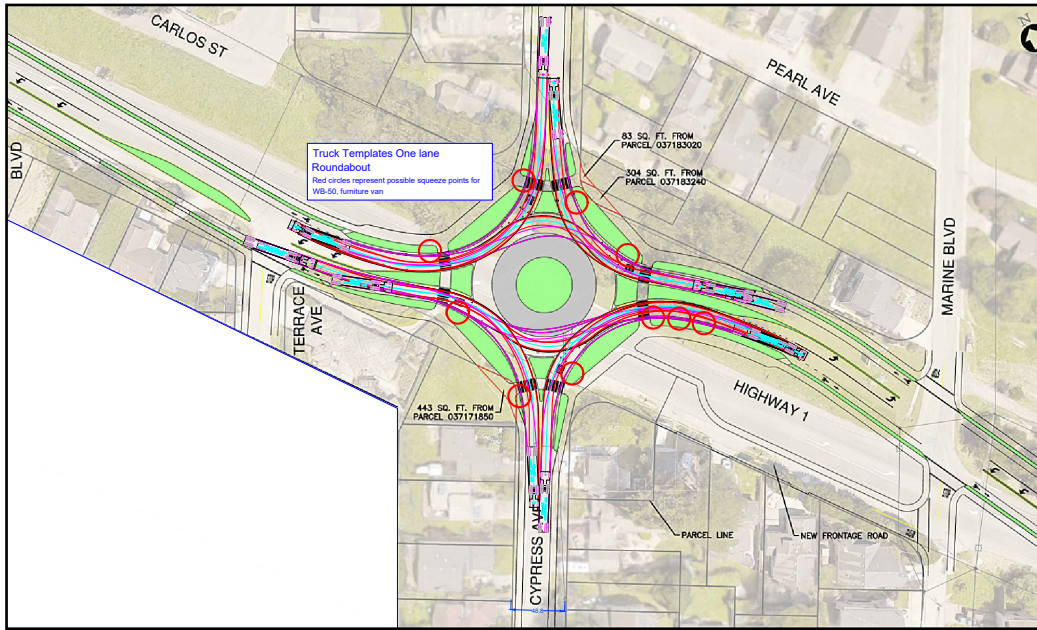 CARLOS ST
N
PEARL AVE
83 SQ. FT. FROM
PARCEL 037183020
Truck Templates One lane
Roundabout
Red circles represent possible squeeze points for
WB-50, furniture van
304 SQ. FT. FROM
PARCEL 037183240
BLVD
MARINE BLVD
TERRACE
AVE
HIGHWAY 1
443 SQ. FT. FROM
PARCEL 037171850
CYPRESS AVE
PARCEL LINE
NEW FRONTAGE ROAD